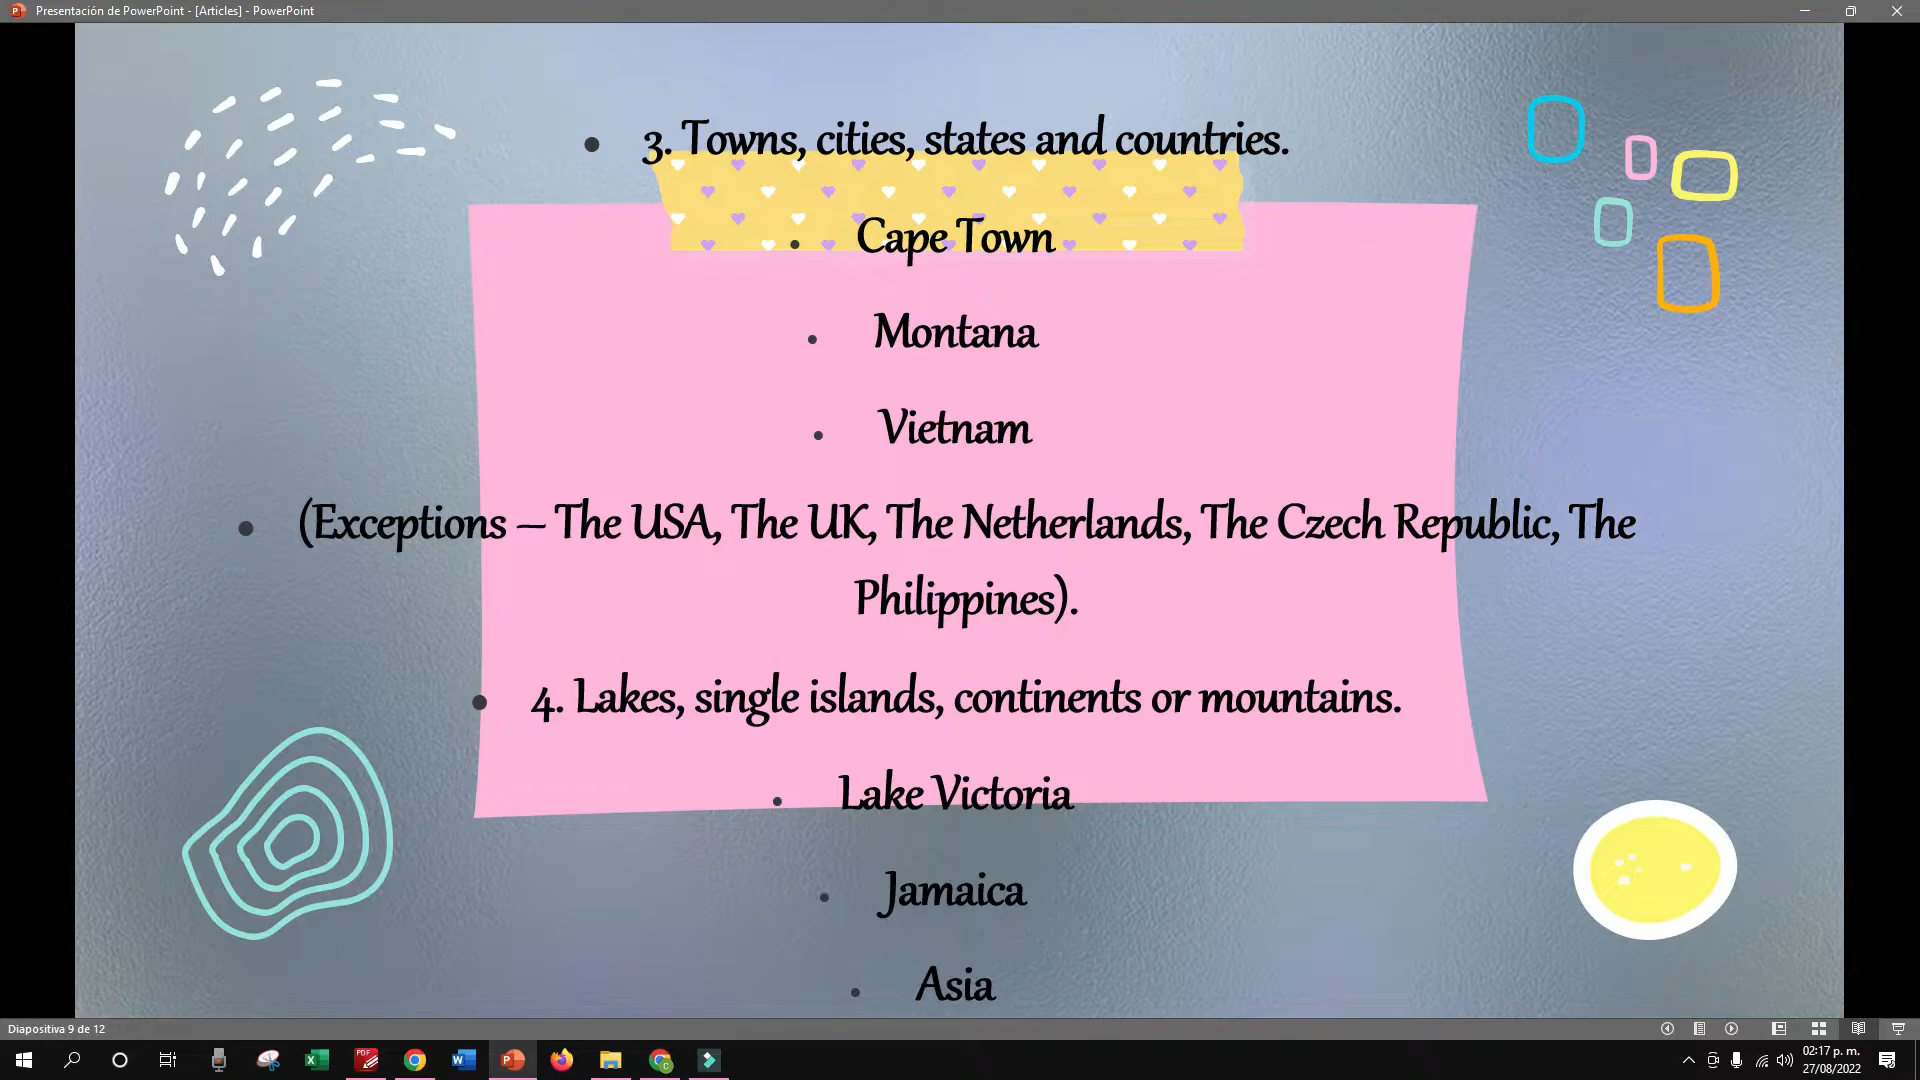 Presentación de PowerPoint - [Articles] - PowerPoint
• 3. Towns, cities, states and countries.
• Cape Town
• Montana
• Vietnam
• (Exceptions – The USA, The UK, The Netherlands, The Czech Republic, The
Philippines).
• 4. Lakes, single islands, continents or mountains.
• Lake Victoria
• Jamaica
• Asia
Diapositiva 9 de 12
02:17 p. m.
27/08/2022